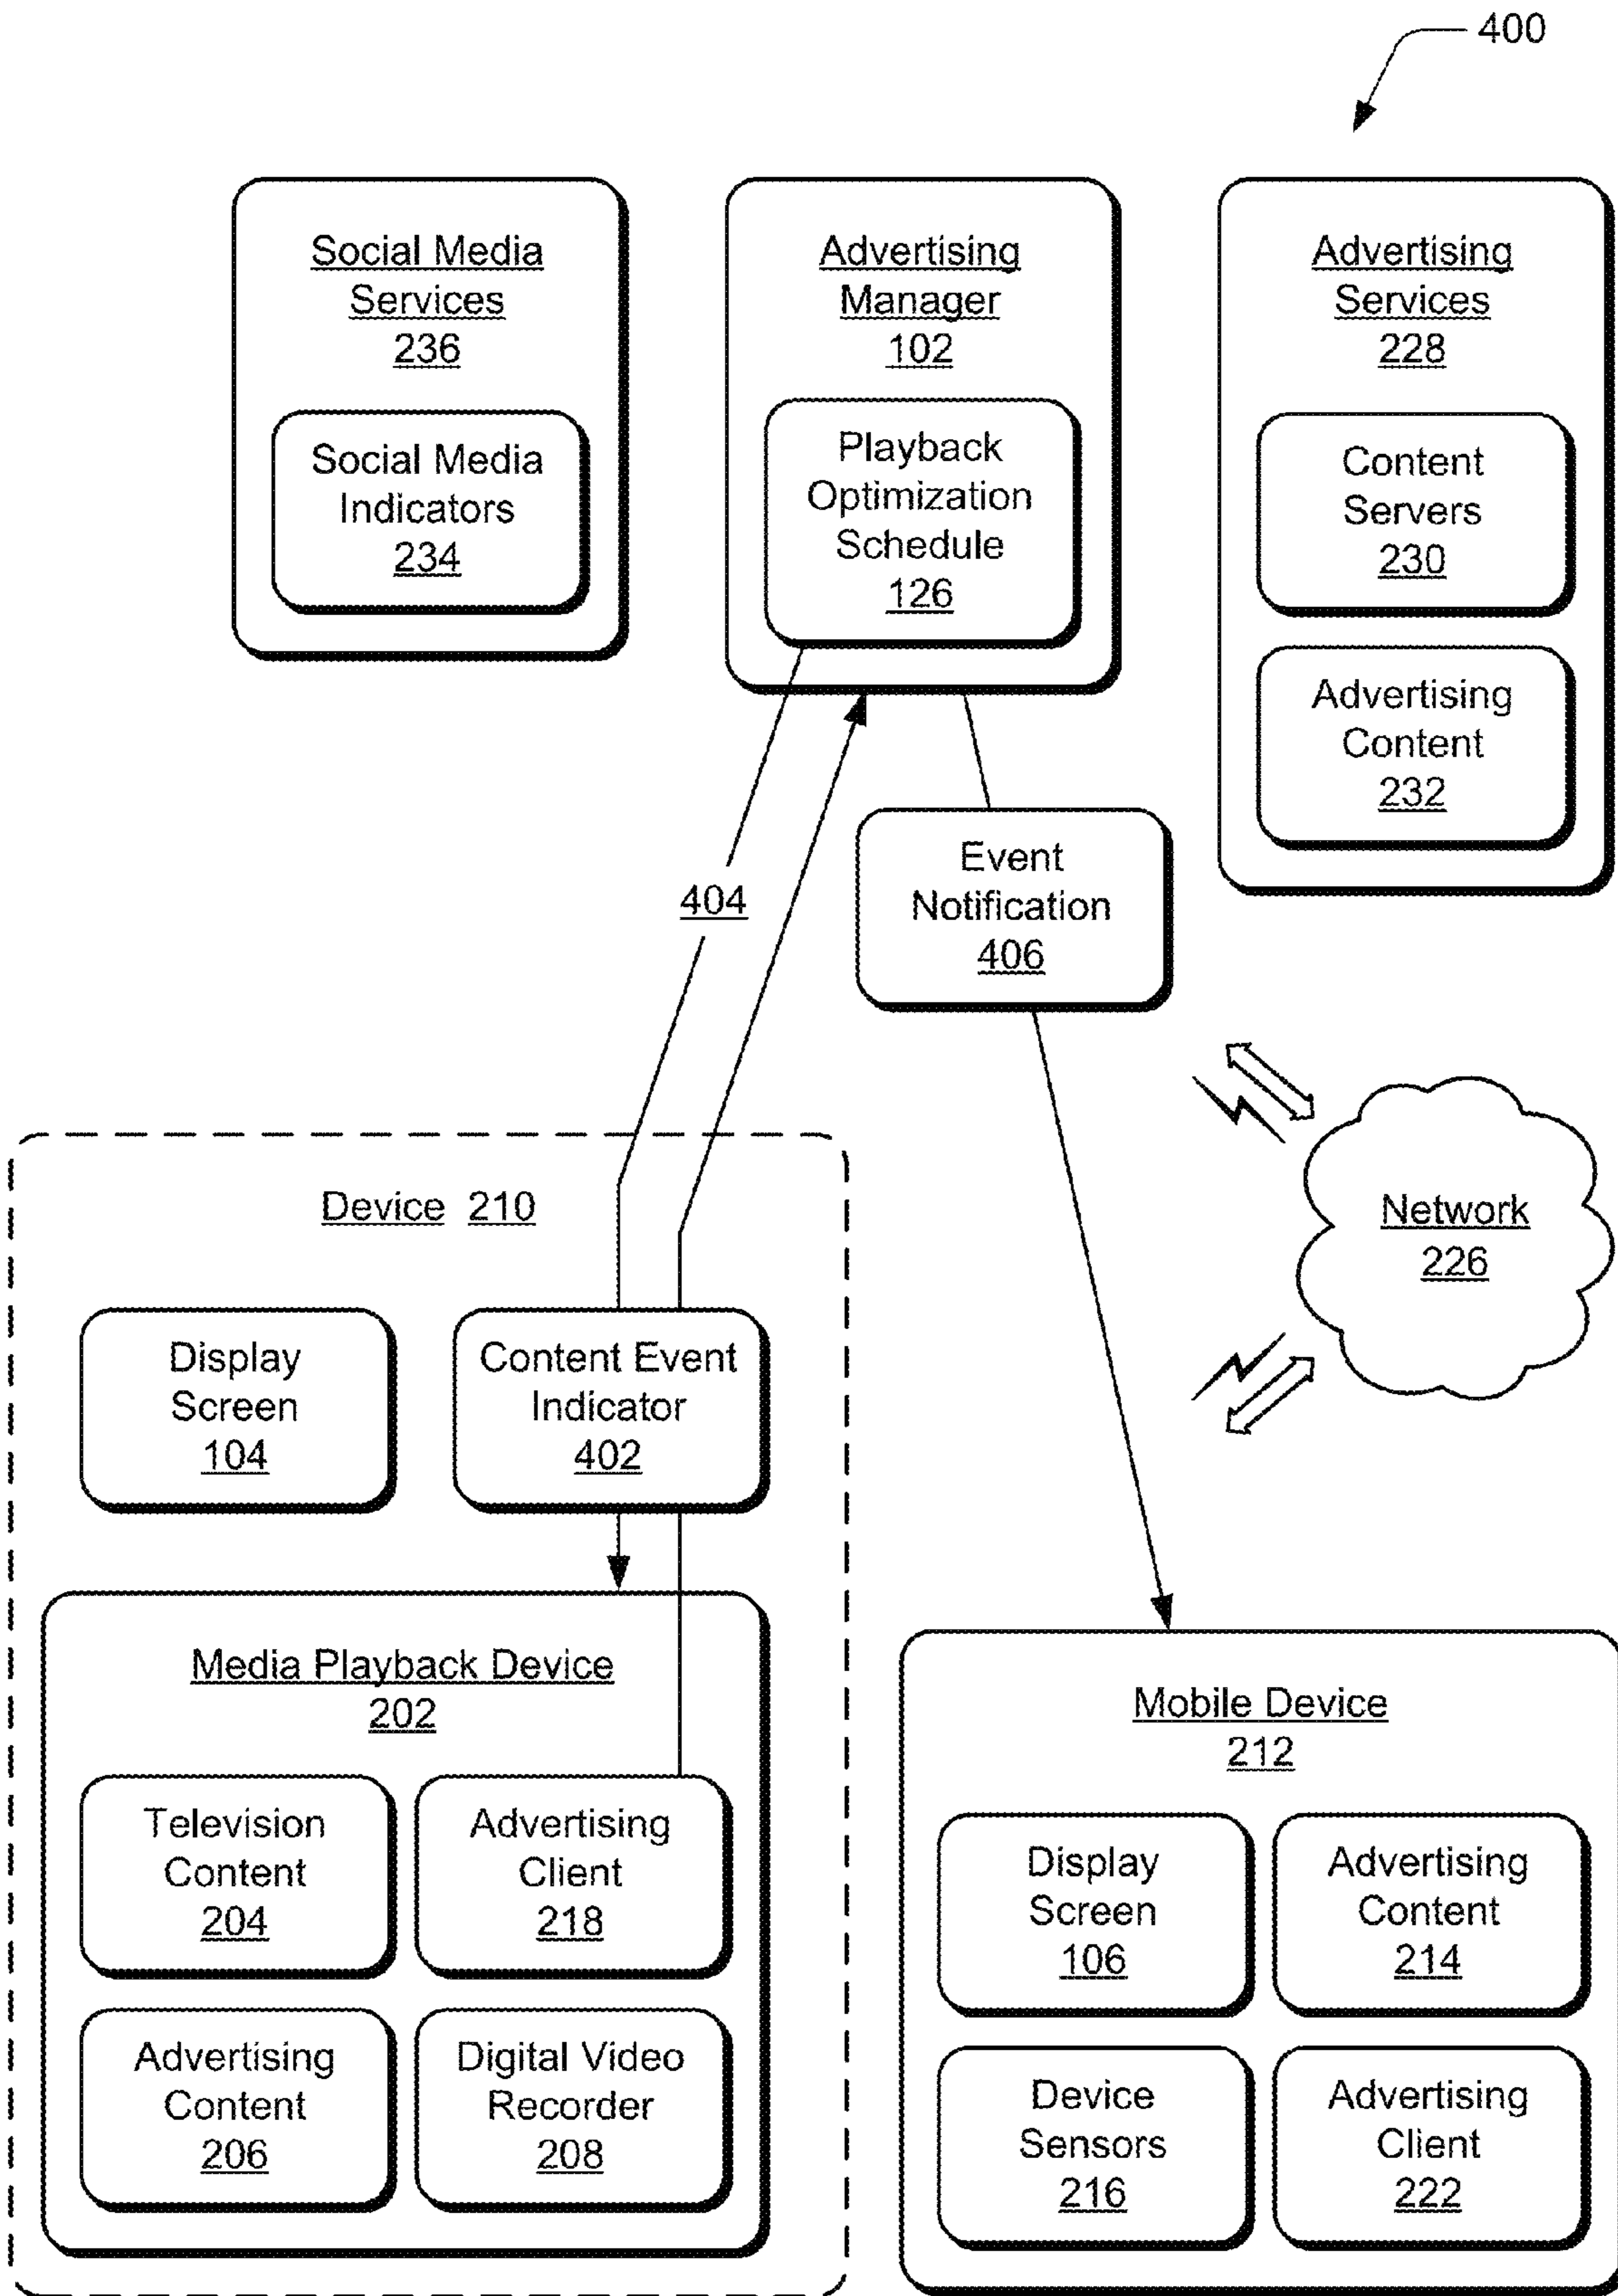 400
Social Media
Services
236
Social Media
Indicators
234
Advertising
Manager
102
Playback
Optimization
Schedule
126
Advertising
Services
228
Content
Servers
230
Advertising
Content
232
404
Event
Notification
406
Network
226
Device 210
Display
Screen
104
Content Event
Indicator
402
Media Playback Device
202
Television
Content
204
Advertising
Client
218
Advertising
Content
206
Digital Video
Recorder
208
Mobile Device
212
Display
Screen
106
Advertising
Content
214
Device
Sensors
216
Advertising
Client
222